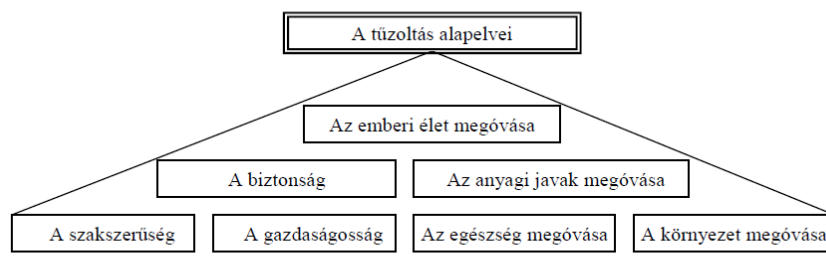 A tűzoltás alapelvei
Az emberi élet megóvása
A biztonság
Az anyagi javak megóvása
A szakszerűség
A gazdaságosság
Az egészség megóvása
A környezet megóvása